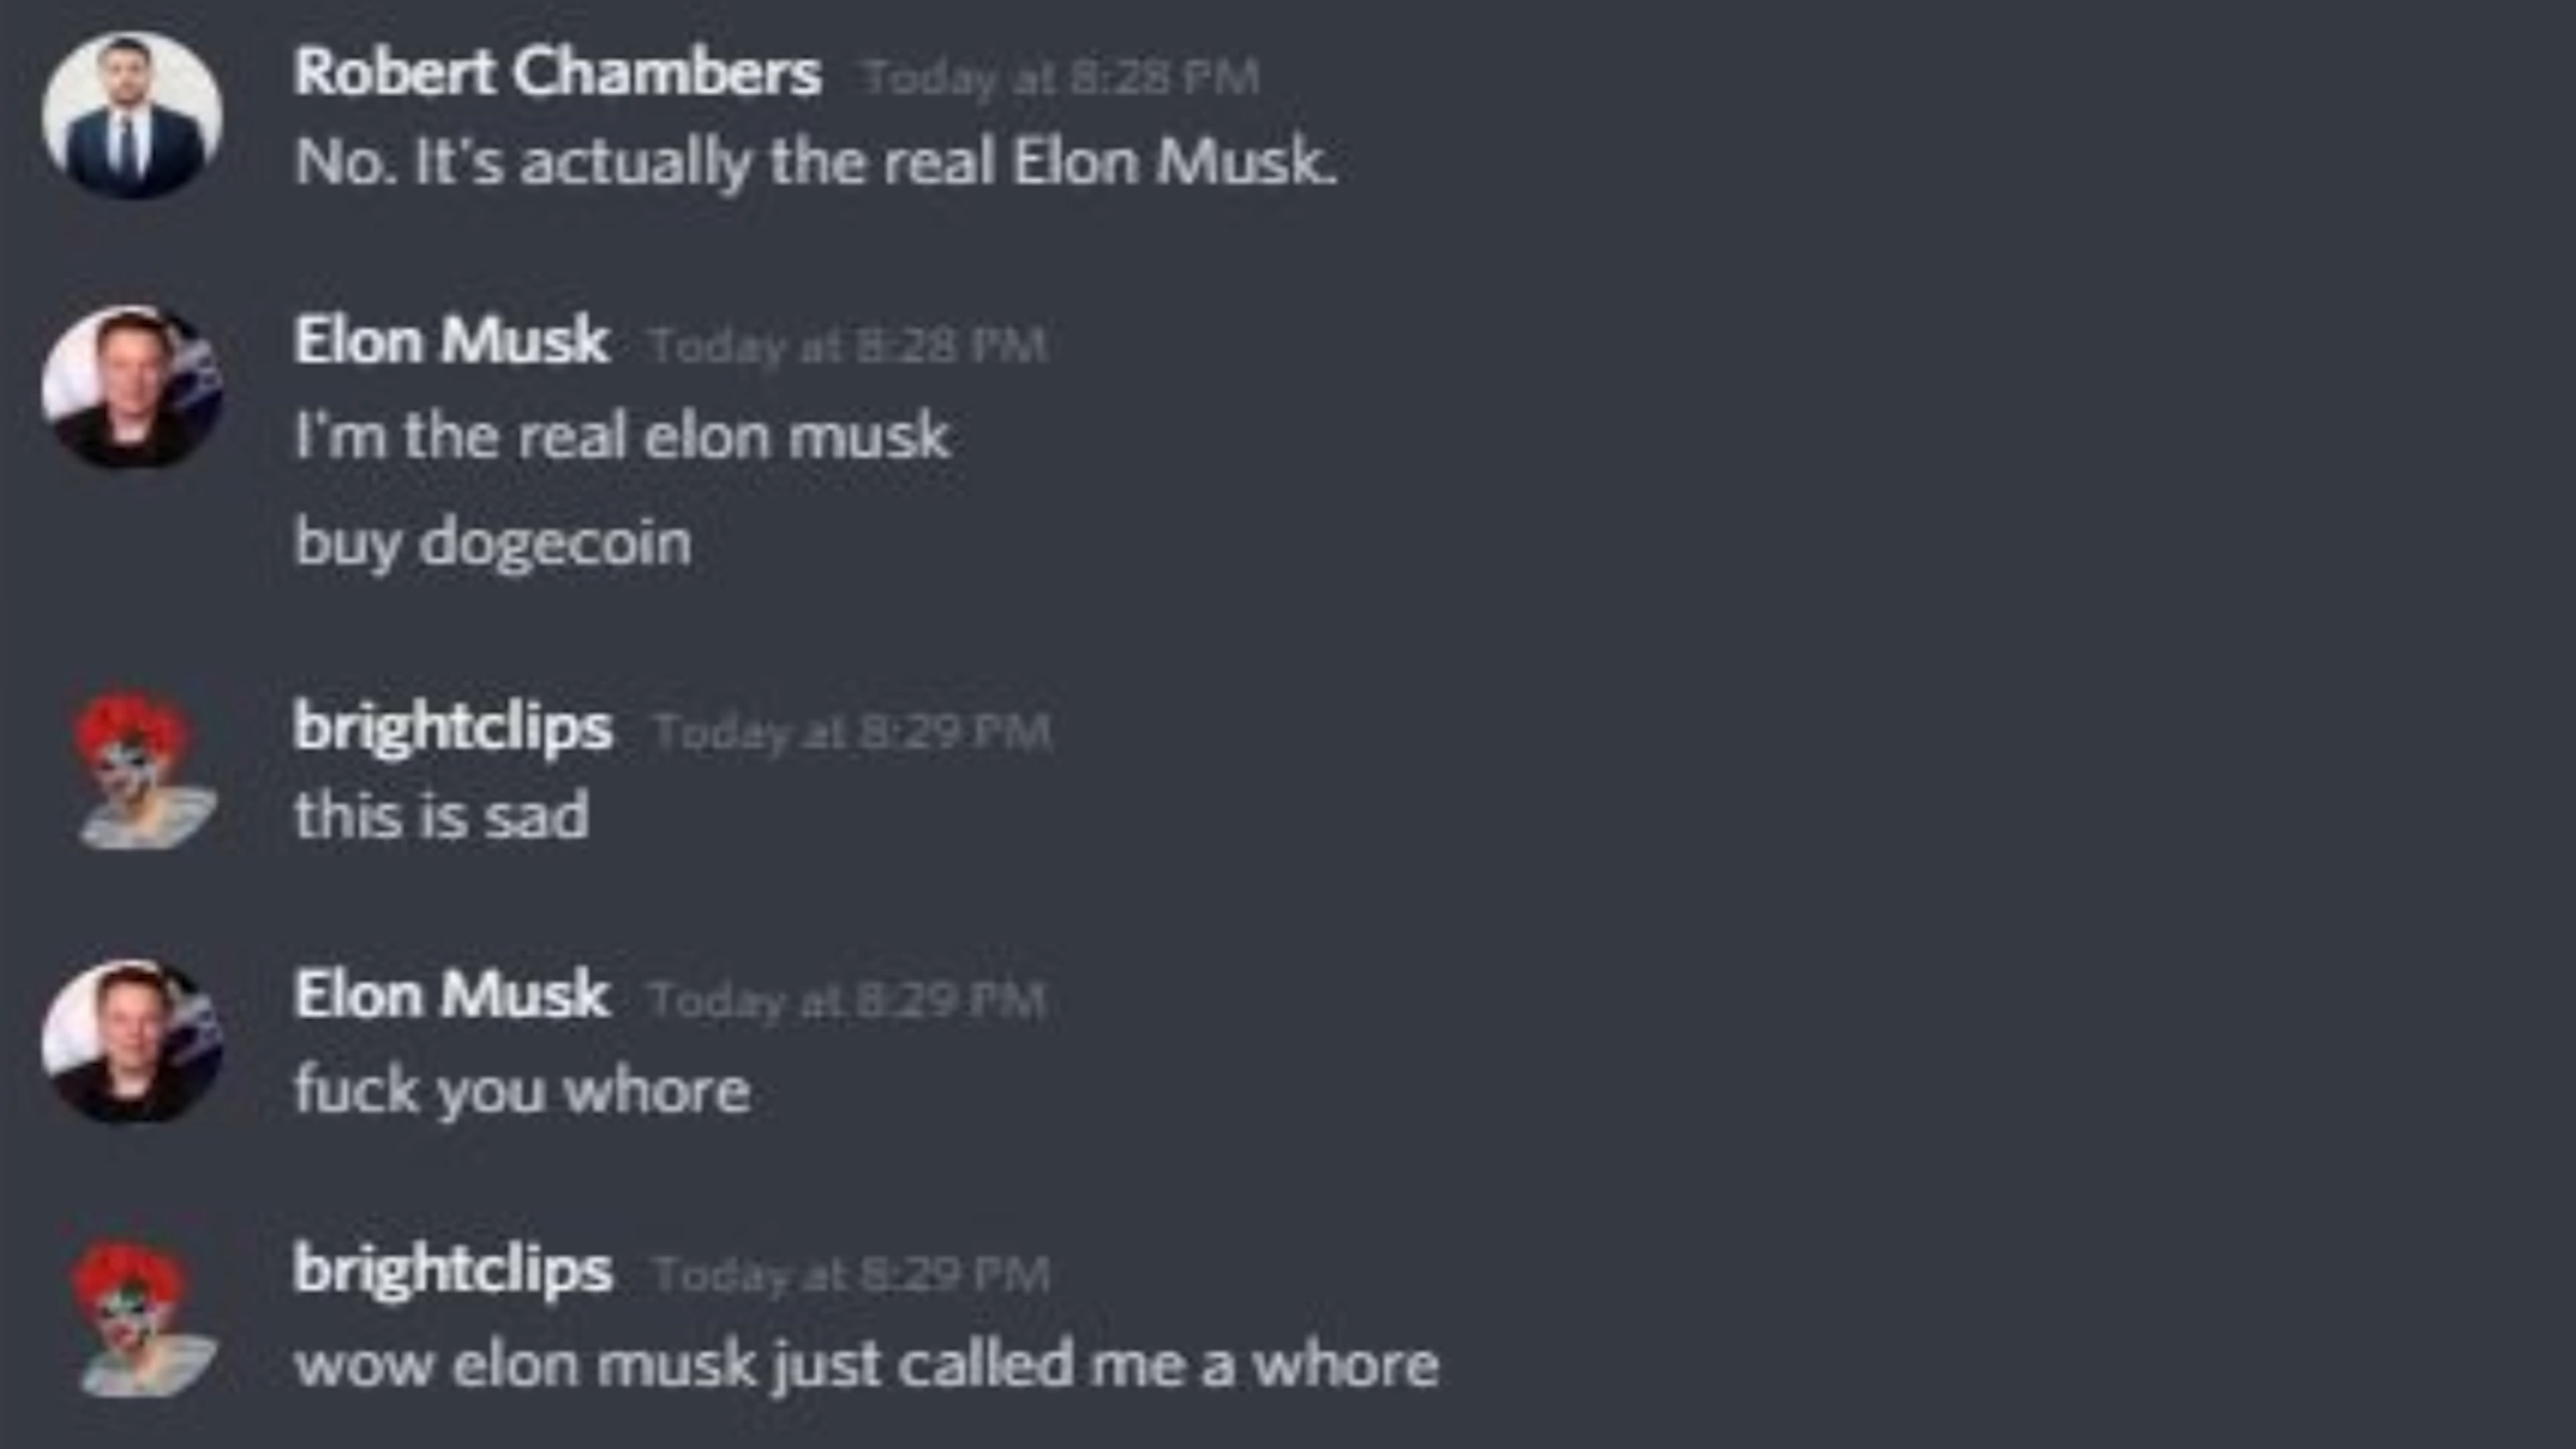 Robert Chambers Today at 8:28 PM
No. It's actually the real Elon Musk.
Elon Musk Today at 8:28 PM
I'm the real elon musk
buy dogecoin
brightclips Today at 8:29 PM
this is sad
Elon Musk Today at 8:29 PM
fuck you whore
brightclips Today at 8:29 PM
wow elon musk just called me a whore